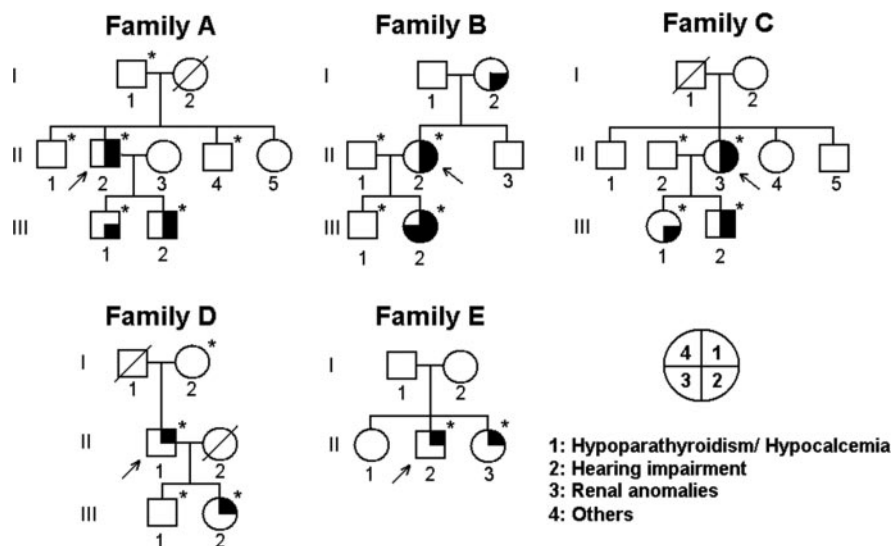 Family A
Family B
Family C
I
1 * 2
1 2
I
1 2
II
* * * *
1 2 3 4 5
II
* *
1 2 3
II
* *
1 2 3 4 5
III
* *
1 2
III
* *
1 2
III
* *
1 2
Family D
Family E
I
1 2 *
I
1 2
4 1
3 2
II
*
1 2
II
* *
1 2 3
III
* *
1 2
1: Hypoparathyroidism/ Hypocalcemia
2: Hearing impairment
3: Renal anomalies
4: Others